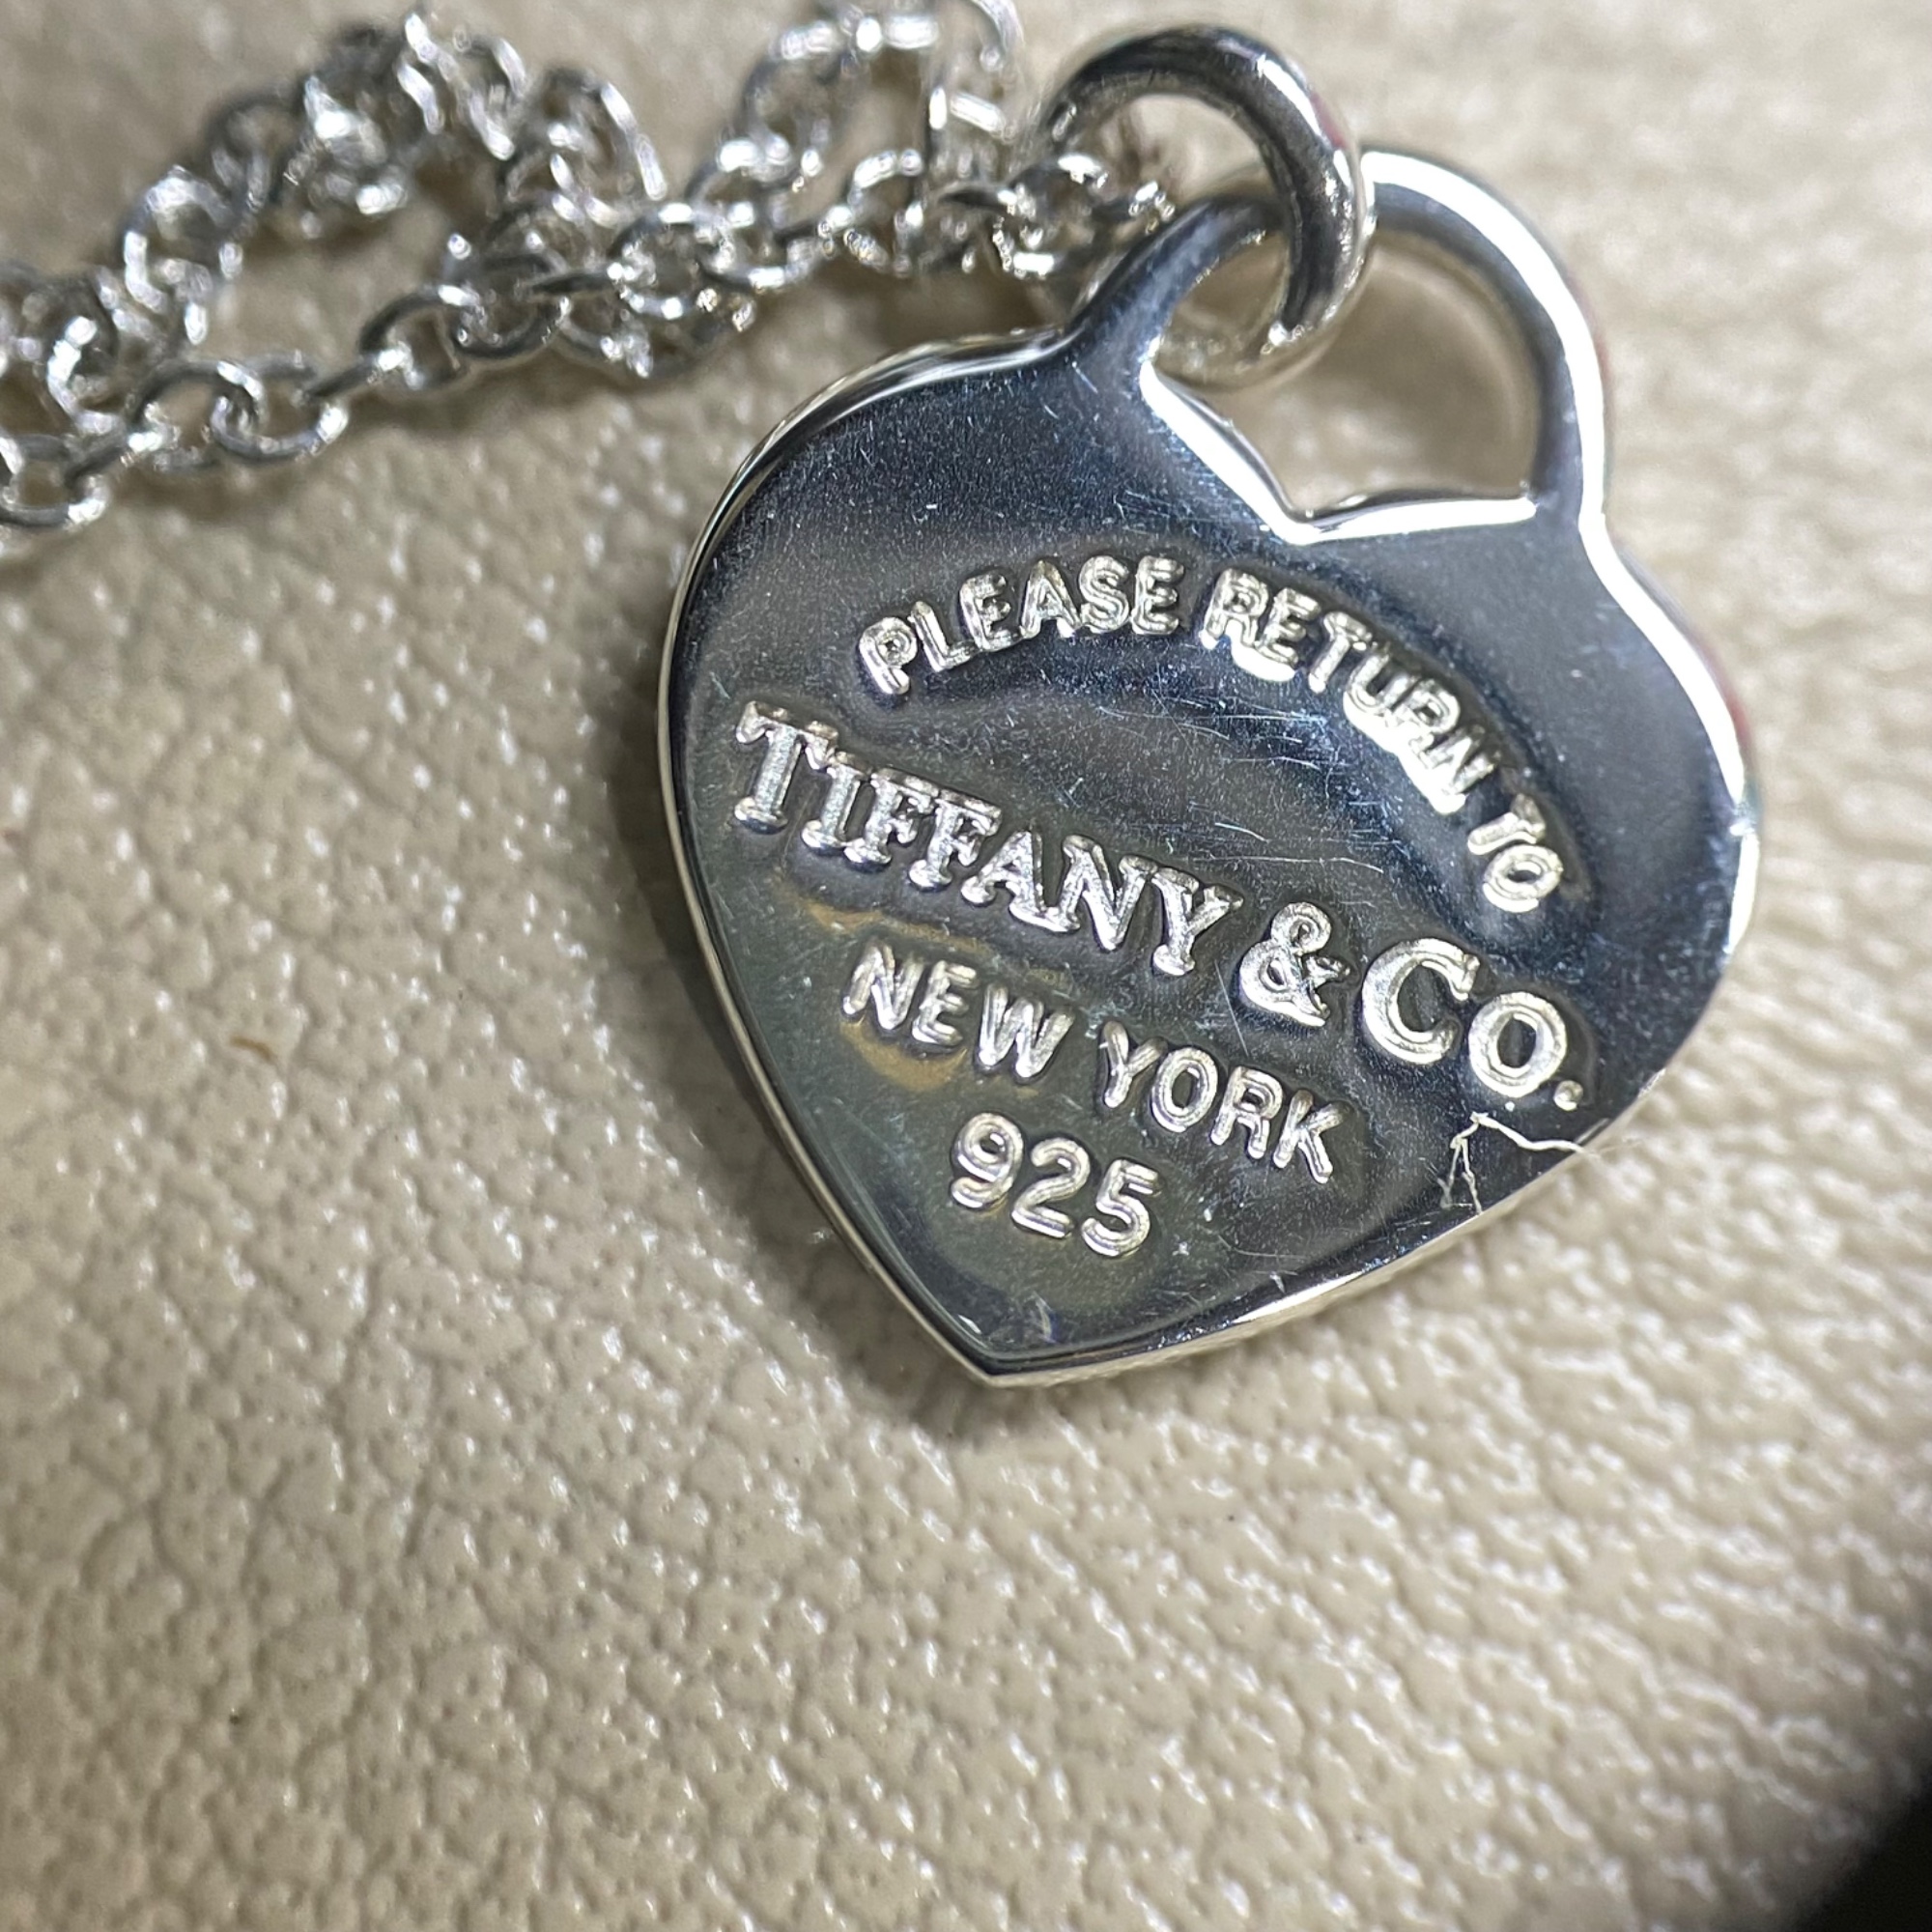 PLEASE RETURN TO
TIFFANY & CO.
NEW YORK
925